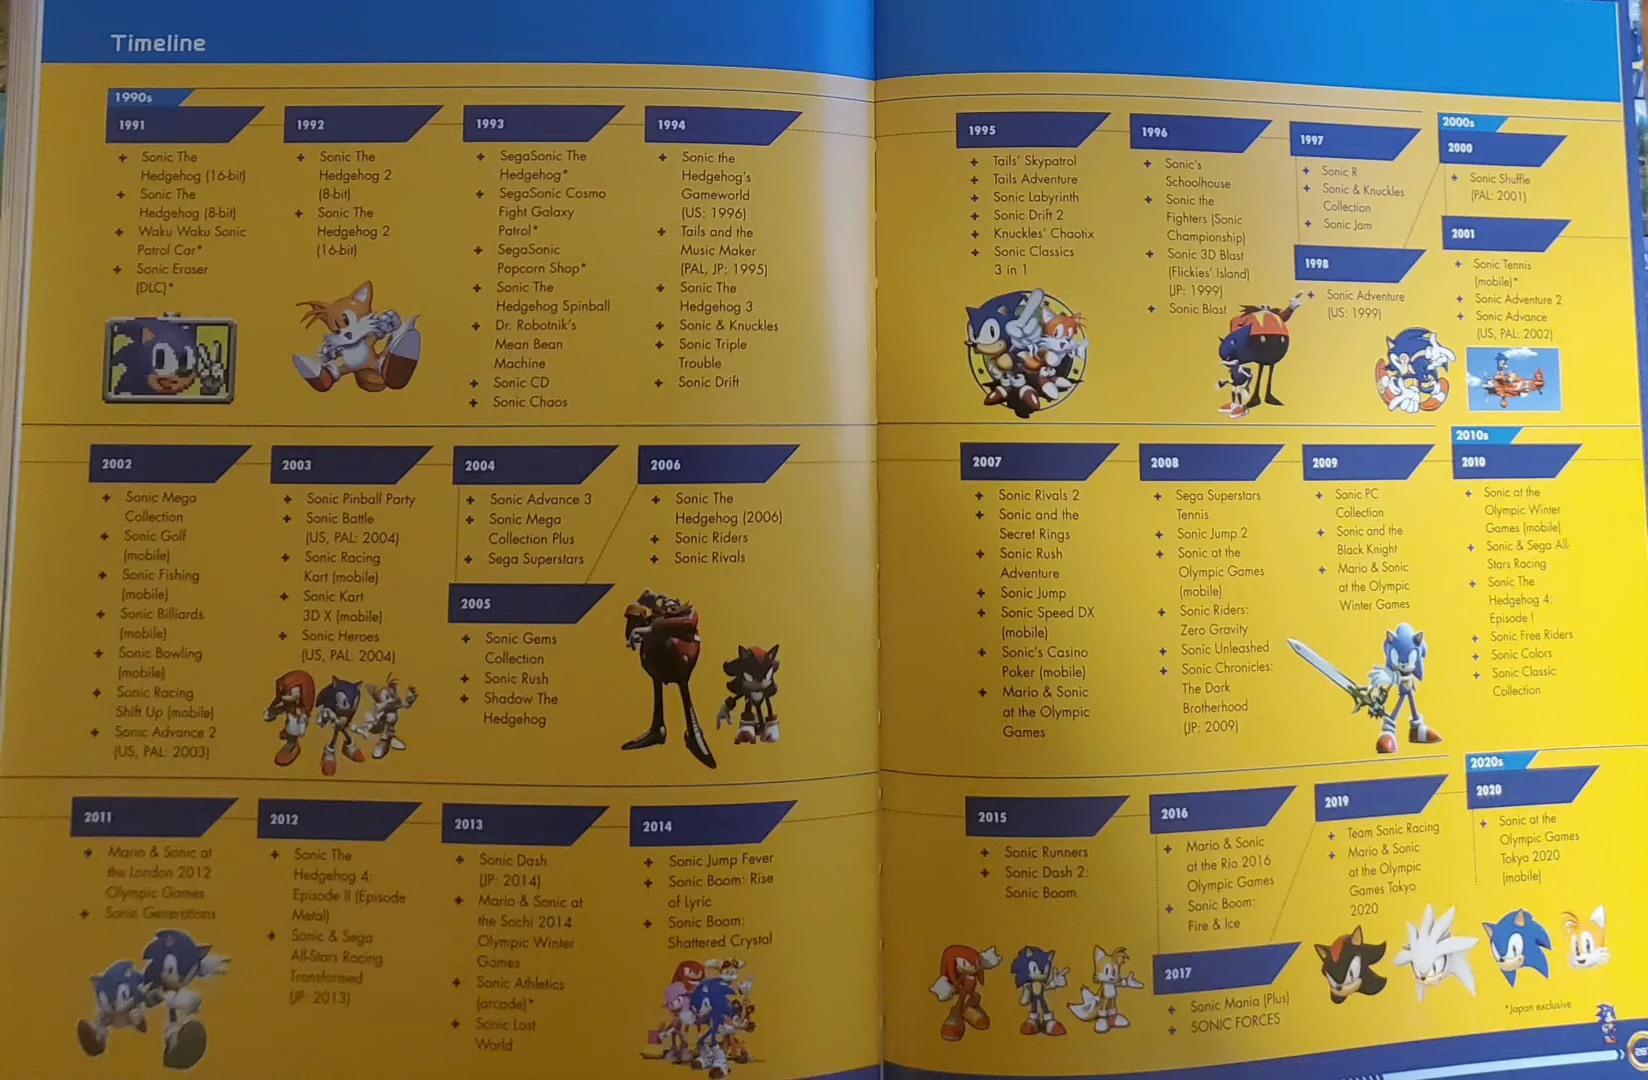 Timeline
1990s
1991
+ Sonic The
Hedgehog (16-bit)
+ Sonic The
Hedgehog (8-bit)
+ Waku Waku Sonic
Patrol Car*
+ Sonic Eraser
(DLC)*
1992
+ Sonic The
Hedgehog 2
(8-bit)
+ Sonic The
Hedgehog 2
(16-bit)
1993
+ SegaSonic The
Hedgehog*
+ SegaSonic Cosmo
Fight Galaxy
Patrol*
+ SegaSonic
Popcorn Shop*
+ Sonic The
Hedgehog Spinball
+ Dr. Robotnik's
Mean Bean
Machine
+ Sonic CD
+ Sonic Chaos
1994
+ Sonic the
Hedgehog's
Gameworld
(US: 1996)
+ Tails and the
Music Maker
(PAL, JP: 1995)
+ Sonic The
Hedgehog 3
+ Sonic & Knuckles
+ Sonic Triple
Trouble
+ Sonic Drift
1995
+ Tails' Skypatrol
+ Tails Adventure
+ Sonic Labyrinth
+ Sonic Drift 2
+ Knuckles' Chaotix
+ Sonic Classics
3 in 1
1996
+ Sonic's
Schoolhouse
+ Sonic the
Fighters (Sonic
Championship)
+ Sonic 3D Blast
(Flickies' Island)
(JP: 1999)
+ Sonic Blast
1997
+ Sonic R
+ Sonic & Knuckles
Collection
+ Sonic Jam
1998
+ Sonic Adventure
(US: 1999)
2000s
2000
+ Sonic Shuffle
(PAL: 2001)
2001
+ Sonic Tennis
(mobile)*
+ Sonic Adventure 2
+ Sonic Advance
(US, PAL: 2002)
2002
+ Sonic Mega
Collection
+ Sonic Golf
(mobile)
+ Sonic Fishing
(mobile)
+ Sonic Billiards
(mobile)
+ Sonic Bowling
(mobile)
+ Sonic Racing
Shift Up (mobile)
+ Sonic Advance 2
(US, PAL: 2003)
2003
+ Sonic Pinball Party
+ Sonic Battle
(US, PAL: 2004)
+ Sonic Racing
Kart (mobile)
+ Sonic Kart
3D X (mobile)
+ Sonic Heroes
(US, PAL: 2004)
2004
+ Sonic Advance 3
+ Sonic Mega
Collection Plus
+ Sega Superstars
2005
+ Sonic Gems
Collection
+ Sonic Rush
+ Shadow The
Hedgehog
2006
+ Sonic The
Hedgehog (2006)
+ Sonic Riders
+ Sonic Rivals
2007
+ Sonic Rivals 2
+ Sonic and the
Secret Rings
+ Sonic Rush
Adventure
+ Sonic Jump
+ Sonic Speed DX
(mobile)
+ Sonic's Casino
Poker (mobile)
+ Mario & Sonic
at the Olympic
Games
2008
+ Sega Superstars
Tennis
+ Sonic Jump 2
+ Sonic at the
Olympic Games
(mobile)
+ Sonic Riders:
Zero Gravity
+ Sonic Unleashed
+ Sonic Chronicles:
The Dark
Brotherhood
(JP: 2009)
2009
+ Sonic PC
Collection
+ Sonic and the
Black Knight
+ Mario & Sonic
at the Olympic
Winter Games
2010s
2010
+ Sonic at the
Olympic Winter
Games (mobile)
+ Sonic & Sega All-
Stars Racing
+ Sonic The
Hedgehog 4:
Episode I
+ Sonic Free Riders
+ Sonic Colors
+ Sonic Classic
Collection
2011
+ Mario & Sonic at
the London 2012
Olympic Games
+ Sonic Generations
2012
+ Sonic The
Hedgehog 4:
Episode II (Episode
Metal)
+ Sonic & Sega
All-Stars Racing
Transformed
(JP: 2013)
2013
+ Sonic Dash
(JP: 2014)
+ Mario & Sonic at
the Sochi 2014
Olympic Winter
Games
+ Sonic Athletics
(arcade)*
+ Sonic Lost
World
2014
+ Sonic Jump Fever
+ Sonic Boom: Rise
of Lyric
+ Sonic Boom:
Shattered Crystal
2015
+ Sonic Runners
+ Sonic Dash 2:
Sonic Boom
2016
+ Mario & Sonic
at the Rio 2016
Olympic Games
+ Sonic Boom:
Fire & Ice
2017
+ Sonic Mania (Plus)
+ SONIC FORCES
2019
+ Team Sonic Racing
+ Mario & Sonic
at the Olympic
Games Tokyo
2020
2020s
2020
+ Sonic at the
Olympic Games
Tokyo 2020
(mobile)
*Japan exclusive